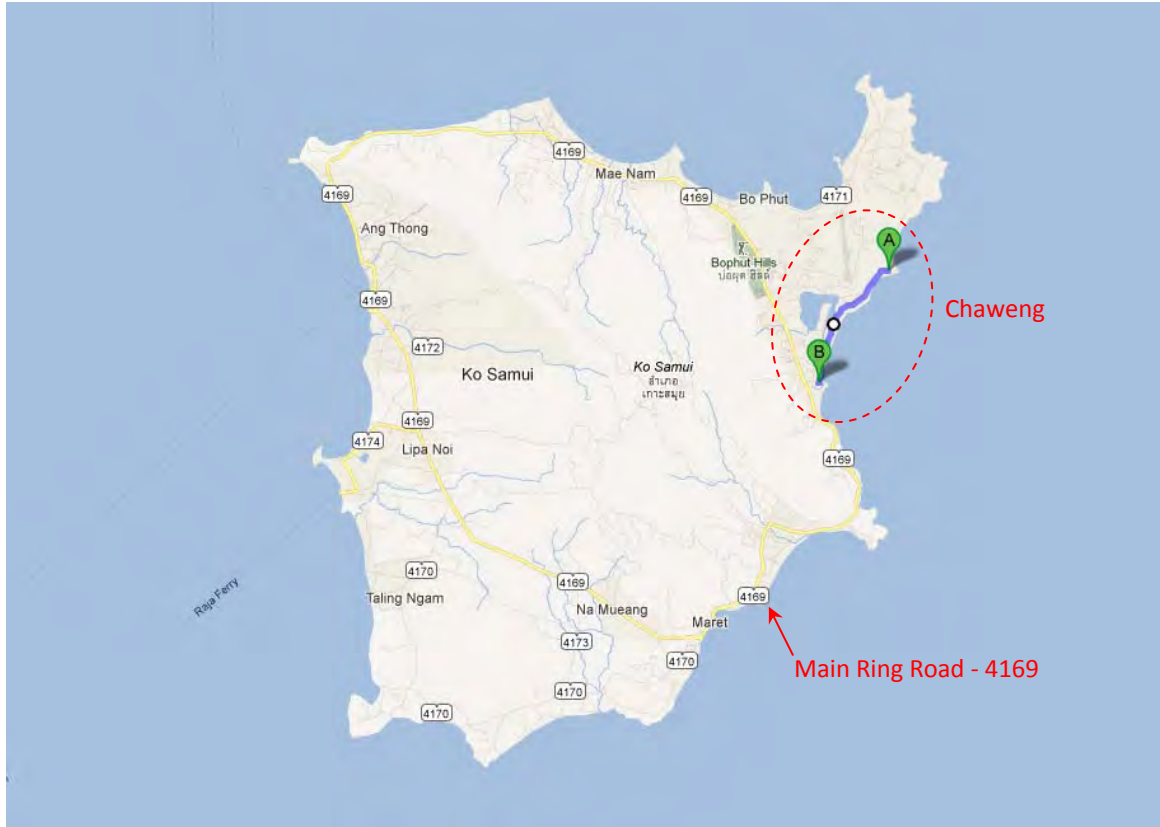 4169
Mae Nam
4169
4169
Bo Phut
4171
Ang Thong
A
Bophut Hills
บ่อผุด ฮิลล์
Chaweng
4169
4172
Ko Samui
Ko Samui
อำเภอ
เกาะสมุย
B
4169
4174
Lipa Noi
4169
4170
Taling Ngam
Raja Ferry
4169
Na Mueang
4169
Maret
4173
4170
Main Ring Road - 4169
4170
4170